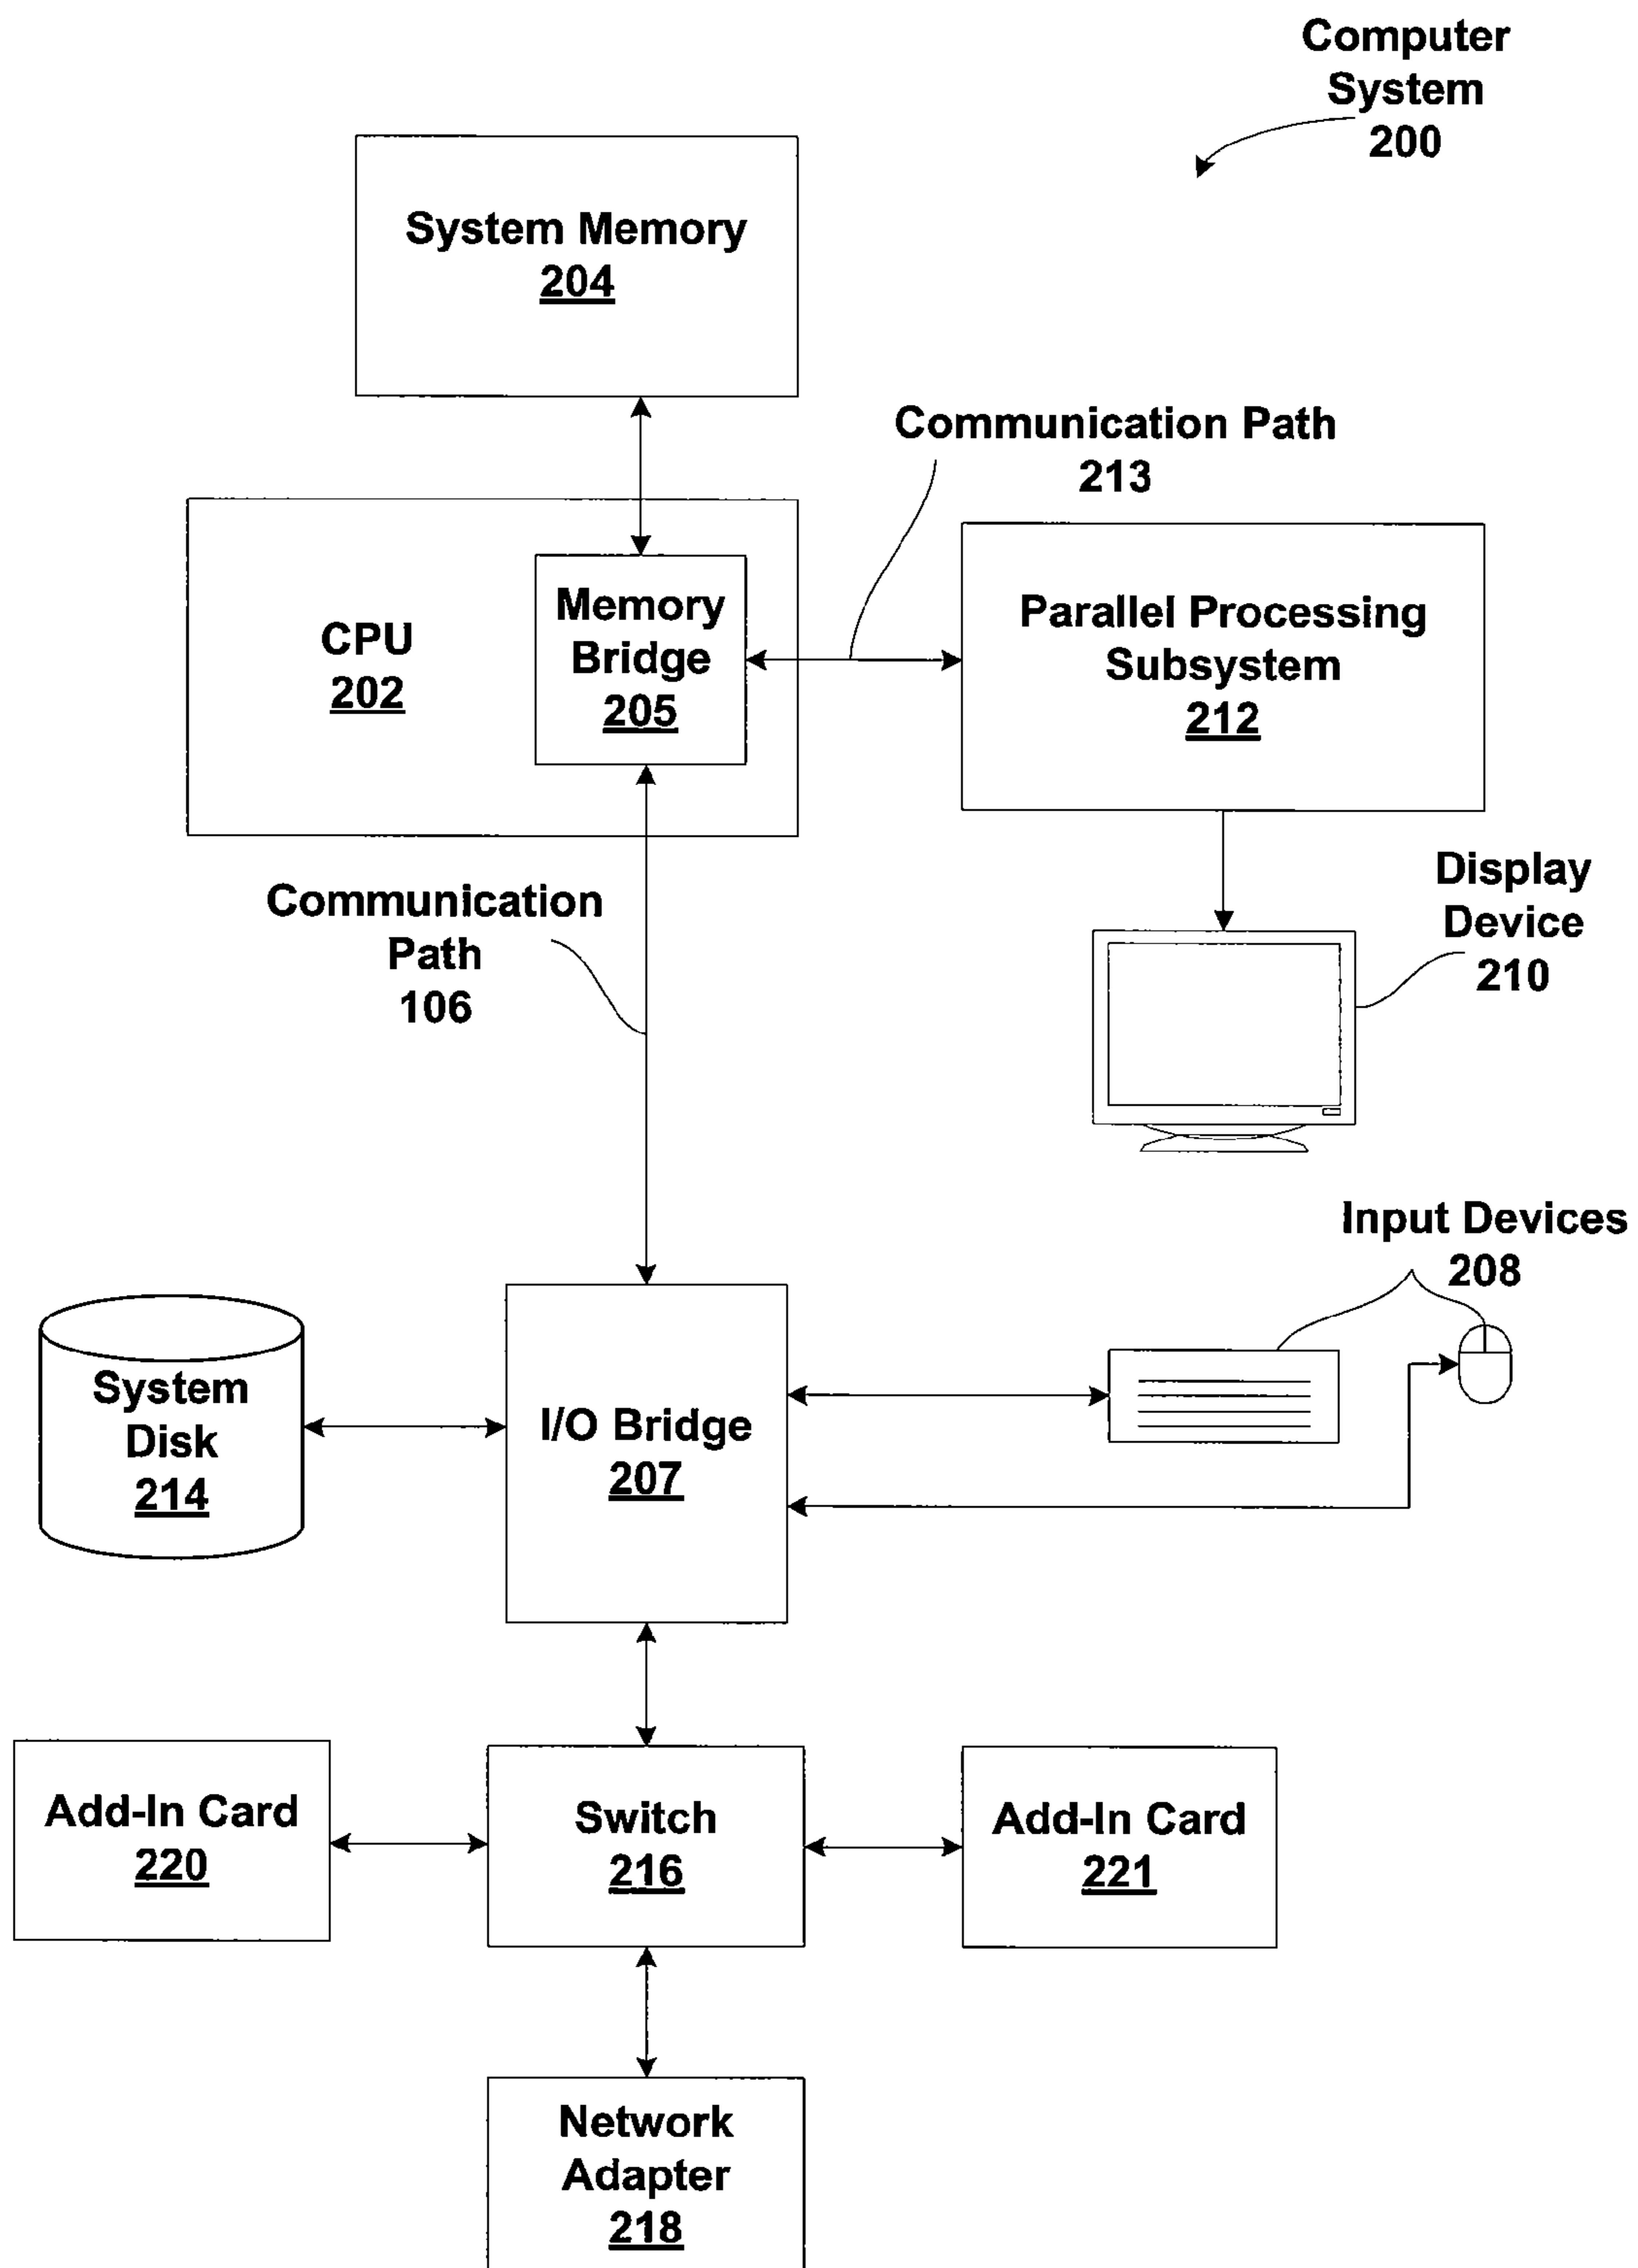 Computer
System
200
System Memory
204
Communication Path
213
CPU
202
Memory
Bridge
205
Parallel Processing
Subsystem
212
Communication
Path
106
Display
Device
210
Input Devices
208
System
Disk
214
I/O Bridge
207
Add-In Card
220
Switch
216
Add-In Card
221
Network
Adapter
218